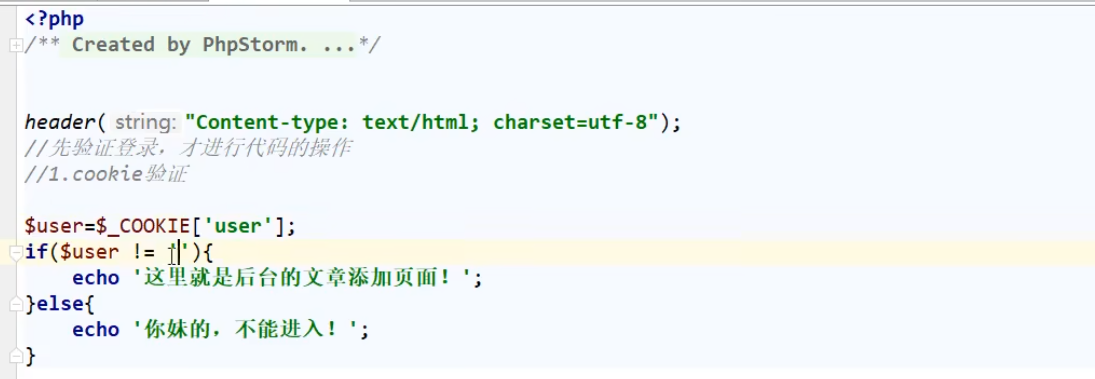 <?php
/** Created by PhpStorm. ...*/
header( string: "Content-type: text/html; charset=utf-8");
//先验证登录，才进行代码的操作
//1.cookie验证
$user=$_COOKIE['user'];
if($user != ''){
echo '这里就是后台的文章添加页面！';
}else{
echo '你妹的，不能进入！';
}